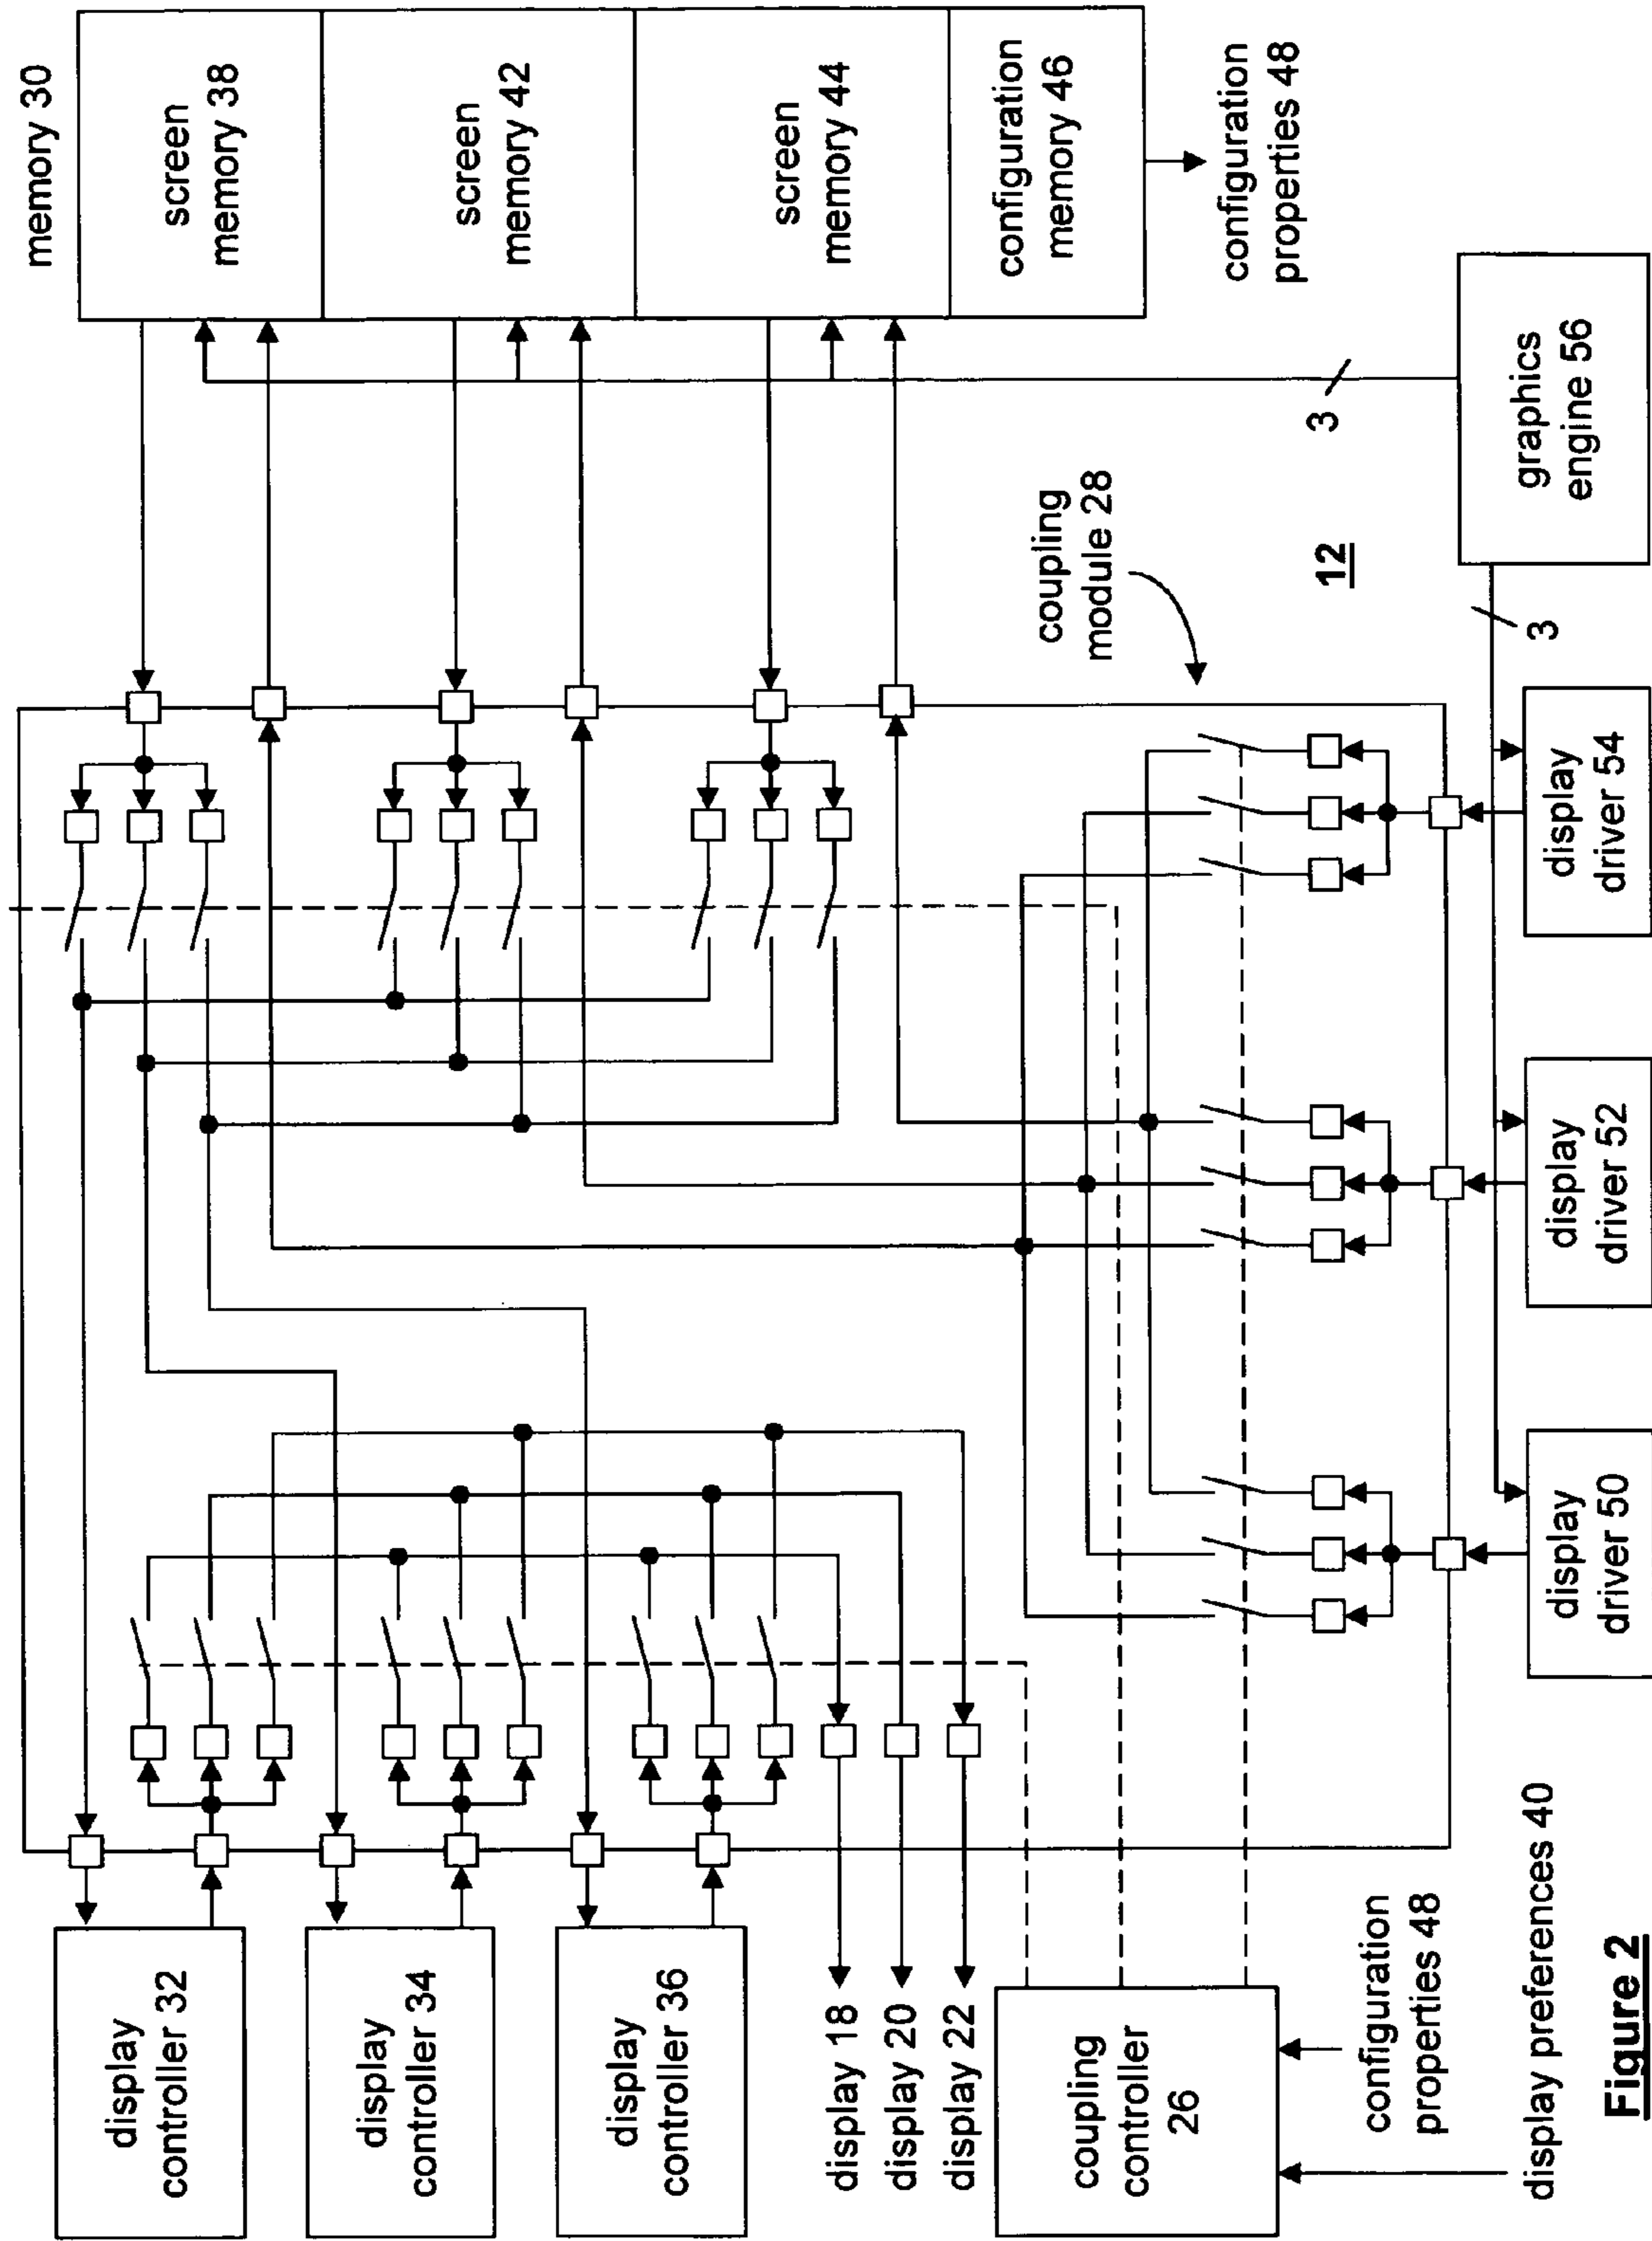 memory 30
screen
memory 38
screen
memory 42
screen
memory 44
configuration
memory 46
configuration
properties 48
graphics
engine 56
3
3
coupling
module 28
12
display
driver 54
display
driver 52
display
driver 50
display
controller 32
display
controller 34
display
controller 36
display 18
display 20
display 22
coupling
controller
26
configuration
properties 48
display preferences 40
Figure 2